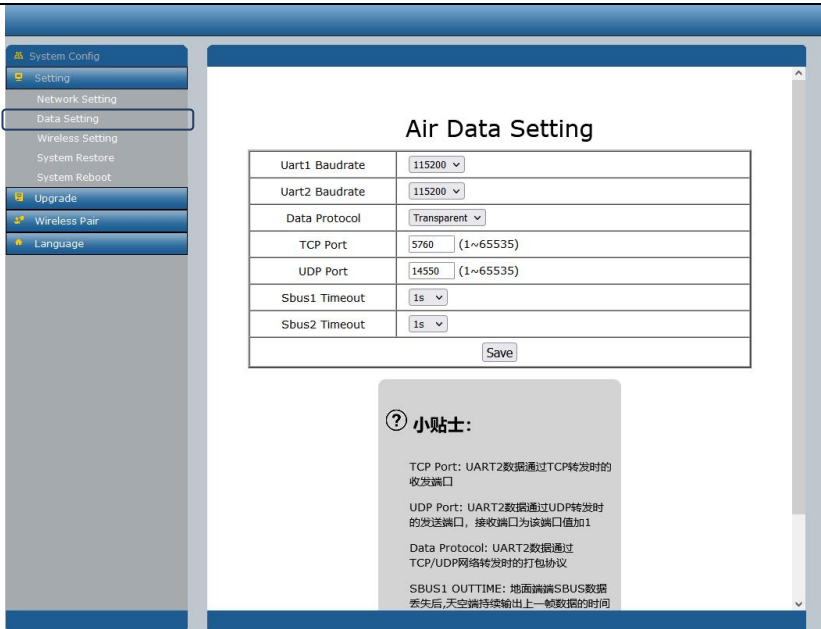 System Config
Setting
Network Setting
Data Setting
Wireless Setting
System Restore
System Reboot
Upgrade
Wireless Pair
Language
Air Data Setting
Uart1 Baudrate 115200
Uart2 Baudrate 115200
Data Protocol Transparent
TCP Port 5760 (1~65535)
UDP Port 14550 (1~65535)
Sbus1 Timeout 1s
Sbus2 Timeout 1s
Save
? 小贴士:
TCP Port: UART2数据通过TCP转发时的
收发端口
UDP Port: UART2数据通过UDP转发时
的发送端口，接收端口为该端口值加1
Data Protocol: UART2数据通过
TCP/UDP网络转发时的打包协议
SBUS1 OUTTIME: 地面端端SBUS数据
丢失后,天空端持续输出上一帧数据的时间